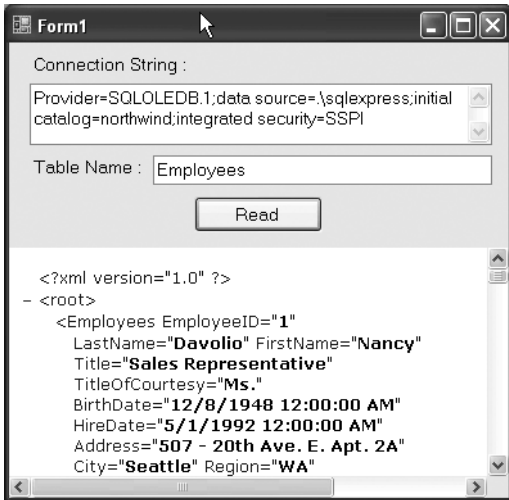 Form1
Connection String :
Provider=SQLOLEDB.1;data source=.\sqlexpress;initial
catalog=northwind;integrated security=SSPI
Table Name : Employees
Read
<?xml version="1.0" ?>
– <root>
<Employees EmployeeID="1"
LastName="Davolio" FirstName="Nancy"
Title="Sales Representative"
TitleOfCourtesy="Ms."
BirthDate="12/8/1948 12:00:00 AM"
HireDate="5/1/1992 12:00:00 AM"
Address="507 - 20th Ave. E. Apt. 2A"
City="Seattle" Region="WA"